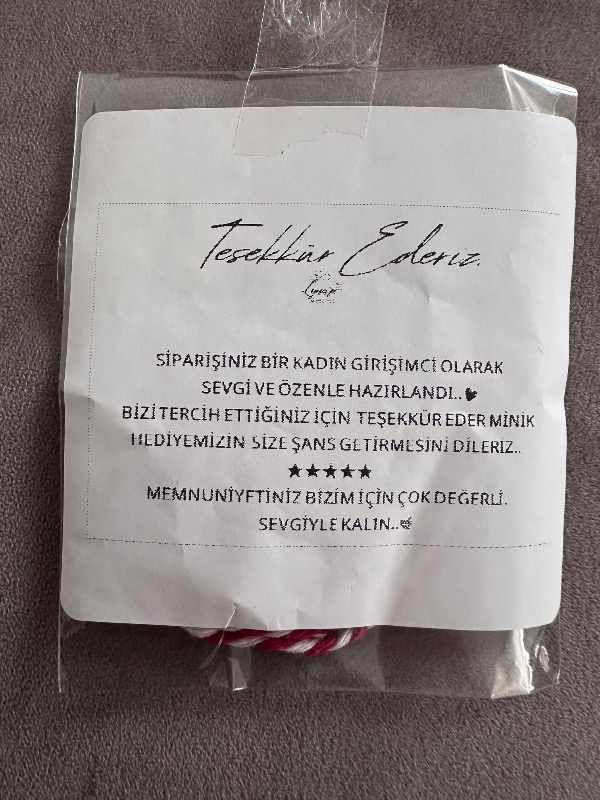 Teşekkür Ederiz.
SİPARİŞİNİZ BİR KADIN GİRİŞİMCİ OLARAK
SEVGİ VE ÖZENLE HAZIRLANDI..
BİZİ TERCİH ETTİĞİNİZ İÇİN TEŞEKKÜR EDER MİNİK
HEDİYEMİZİN SİZE ŞANS GETİRMESİNİ DİLERİZ..
★★★★★
MEMNUNİYETİNİZ BİZİM İÇİN ÇOK DEĞERLİ.
SEVGİYLE KALIN..